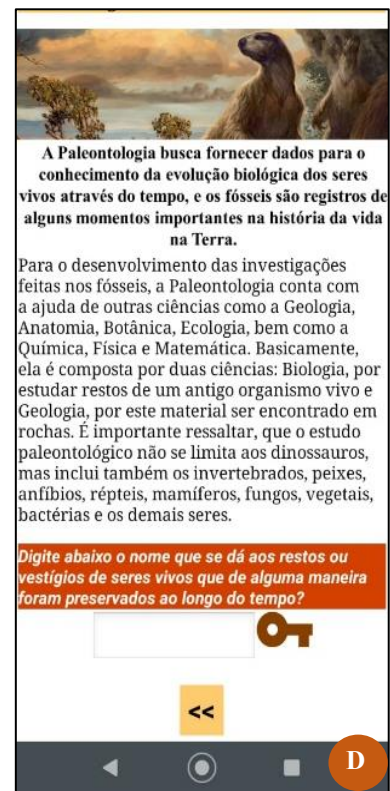 A Paleontologia busca fornecer dados para o
conhecimento da evolução biológica dos seres
vivos através do tempo, e os fósseis são registros de
alguns momentos importantes na história da vida
na Terra.
Para o desenvolvimento das investigações
feitas nos fósseis, a Paleontologia conta com
a ajuda de outras ciências como a Geologia,
Anatomia, Botânica, Ecologia, bem como a
Química, Física e Matemática. Basicamente,
ela é composta por duas ciências: Biologia, por
estudar restos de um antigo organismo vivo e
Geologia, por este material ser encontrado em
rochas. É importante ressaltar, que o estudo
paleontológico não se limita aos dinossauros,
mas inclui também os invertebrados, peixes,
anfíbios, répteis, mamíferos, fungos, vegetais,
bactérias e os demais seres.
Digite abaixo o nome que se dá aos restos ou
vestígios de seres vivos que de alguma maneira
foram preservados ao longo do tempo?
<<
D